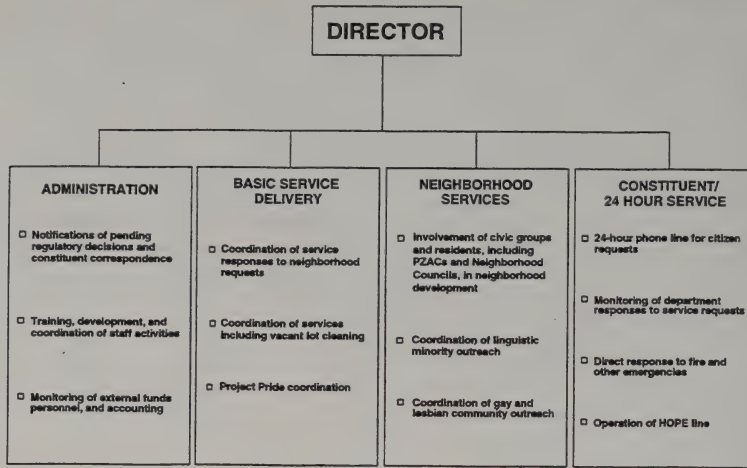 DIRECTOR
ADMINISTRATION
□ Notifications of pending
regulatory decisions and
constituent correspondence
□ Training, development, and
coordination of staff activities
□ Monitoring of external funds
personnel, and accounting
BASIC SERVICE
DELIVERY
□ Coordination of service
responses to neighborhood
requests
□ Coordination of services
including vacant lot cleaning
□ Project Pride coordination
NEIGHBORHOOD
SERVICES
□ Involvement of civic groups
and residents, including
PZACs and Neighborhood
Councils, in neighborhood
development
□ Coordination of linguistic
minority outreach
□ Coordination of gay and
lesbian community outreach
CONSTITUENT/
24 HOUR SERVICE
□ 24-hour phone line for citizen
requests
□ Monitoring of department
responses to service requests
□ Direct response to fire and
other emergencies
□ Operation of HOPE line